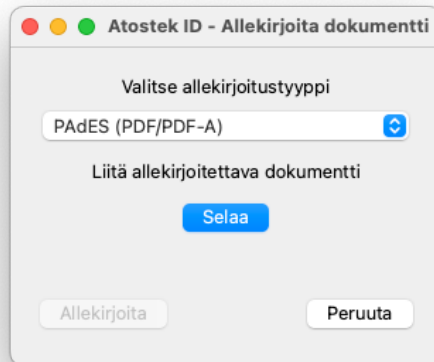 Atostek ID - Allekirjoita dokumentti
Valitse allekirjoitustyyppi
PAdES (PDF/PDF-A)
Liitä allekirjoitettava dokumentti
Selaa
Allekirjoita Peruuta